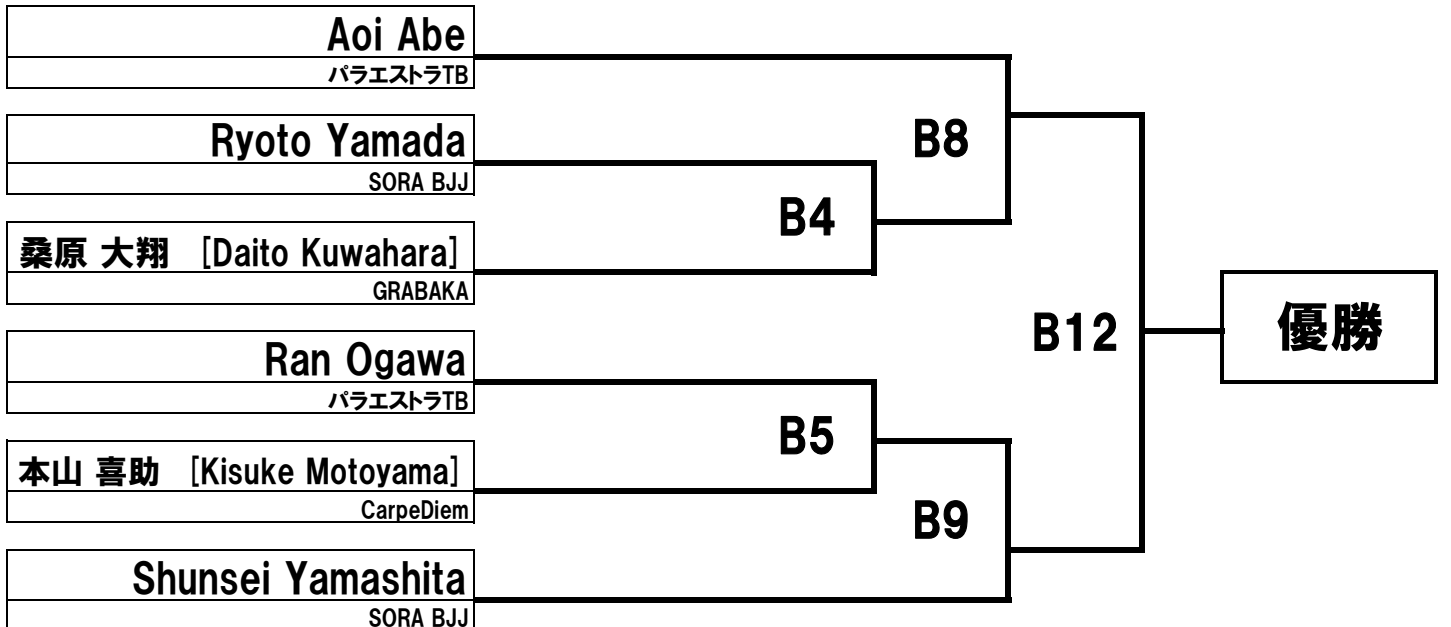 Aoi Abe
パラエストラTB
Ryoto Yamada
SORA BJJ
桑原 大翔 [Daito Kuwahara]
GRABAKA
Ran Ogawa
パラエストラTB
本山 喜助 [Kisuke Motoyama]
CarpeDiem
Shunsei Yamashita
SORA BJJ
B4
B5
B8
B9
B12
優勝